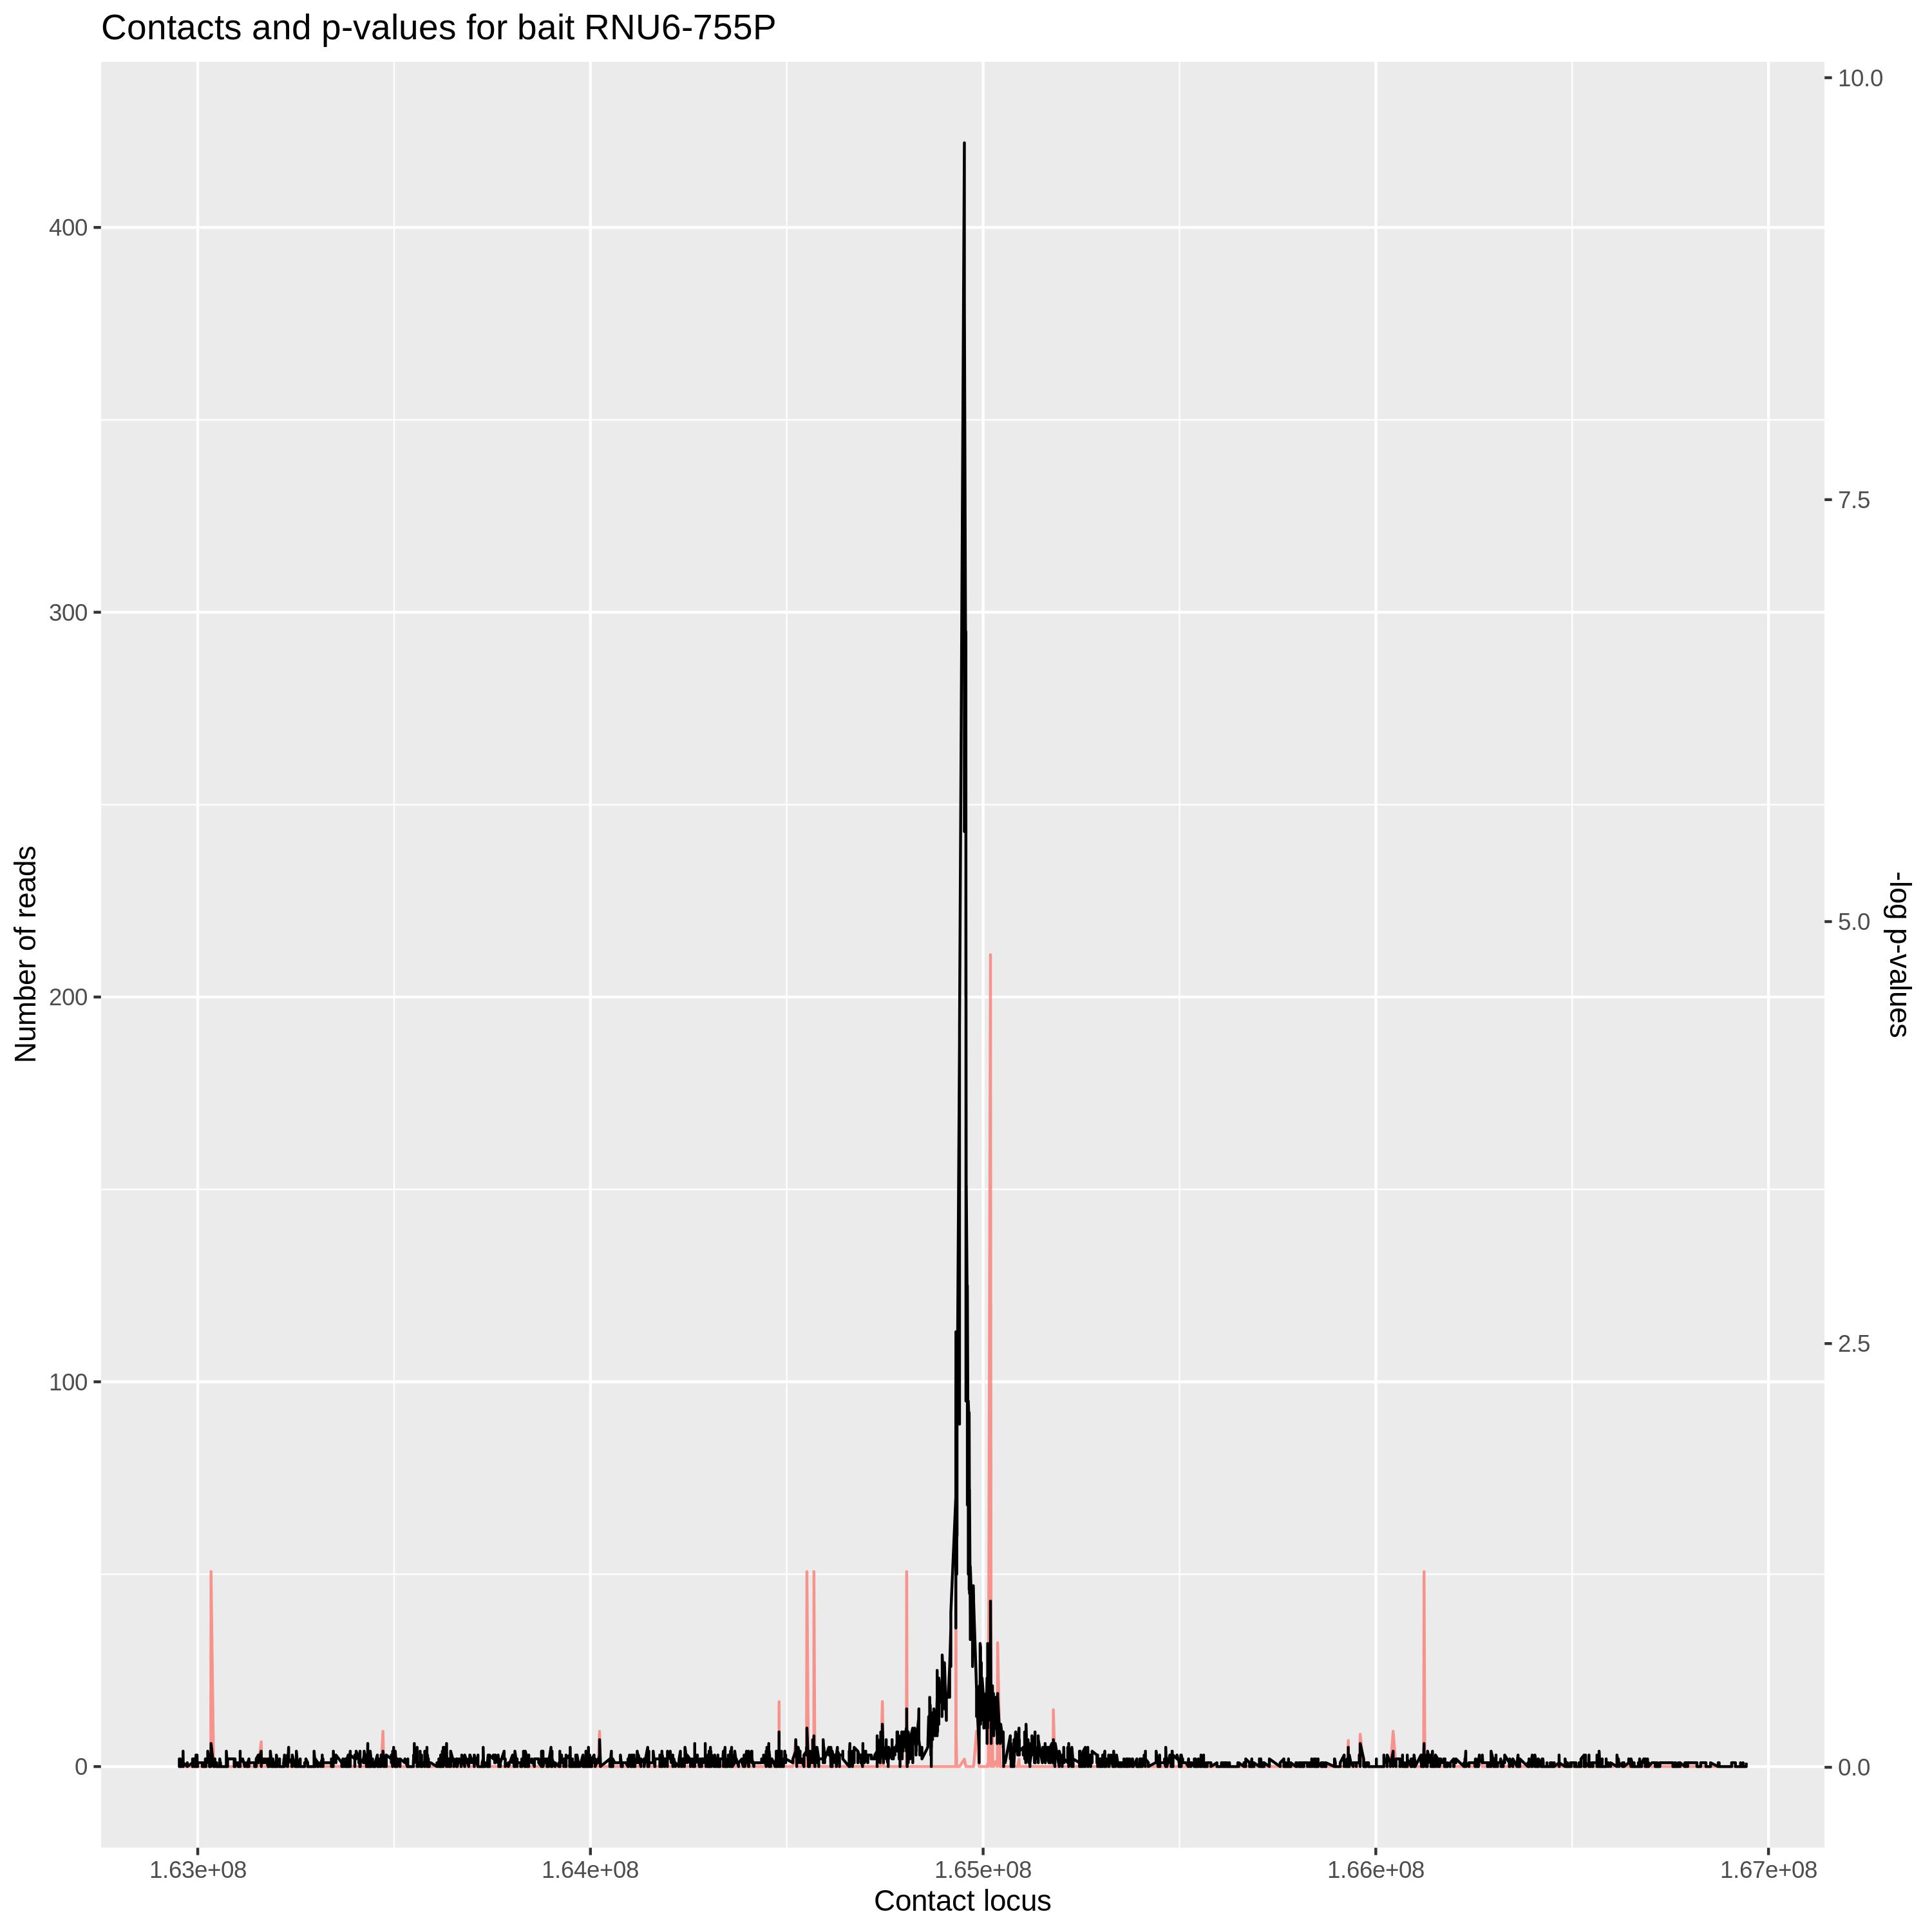 Contacts and p-values for bait RNU6-755P
10.0
400
7.5
300
5.0
200
2.5
100
0
0.0
Number of reads
-log p-values
1.63e+08 1.64e+08 1.65e+08 1.66e+08 1.67e+08
Contact locus